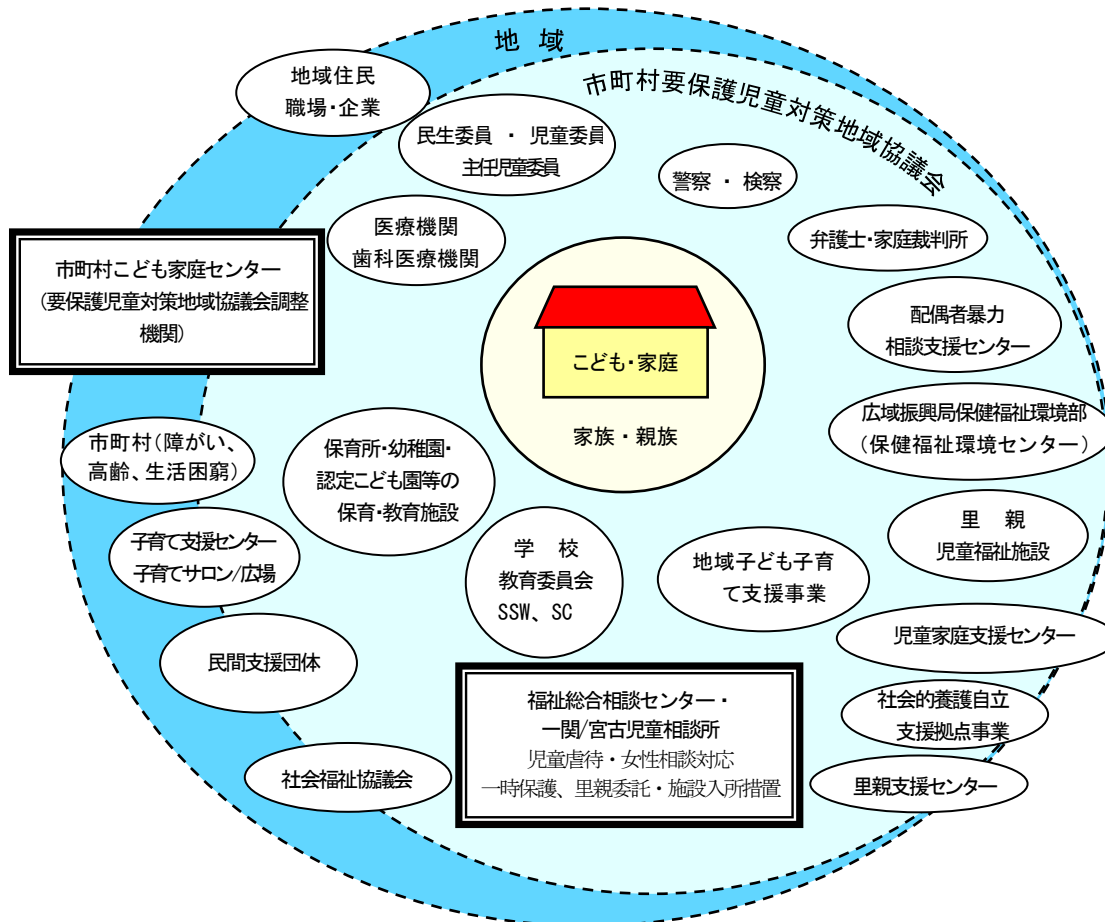 地 域
市町村要保護児童対策地域協議会
地域住民
職場・企業
民生委員 ・ 児童委員
主任児童委員
警察 ・ 検察
医療機関
歯科医療機関
弁護士・家庭裁判所
市町村こども家庭センター
（要保護児童対策地域協議会調整
機関）
配偶者暴力
相談支援センター
こども・家庭
家族・親族
広域振興局保健福祉環境部
（保健福祉環境センター）
市町村（障がい、
高齢、生活困窮）
保育所・幼稚園・
認定こども園等の
保育・教育施設
里 親
児童福祉施設
子育て支援センター
子育てサロン/広場
学 校
教育委員会
SSW、SC
地域子ども子育
て支援事業
児童家庭支援センター
民間支援団体
福祉総合相談センター・
一関/宮古児童相談所
児童虐待・女性相談対応
一時保護、里親委託・施設入所措置
社会的養護自立
支援拠点事業
社会福祉協議会
里親支援センター